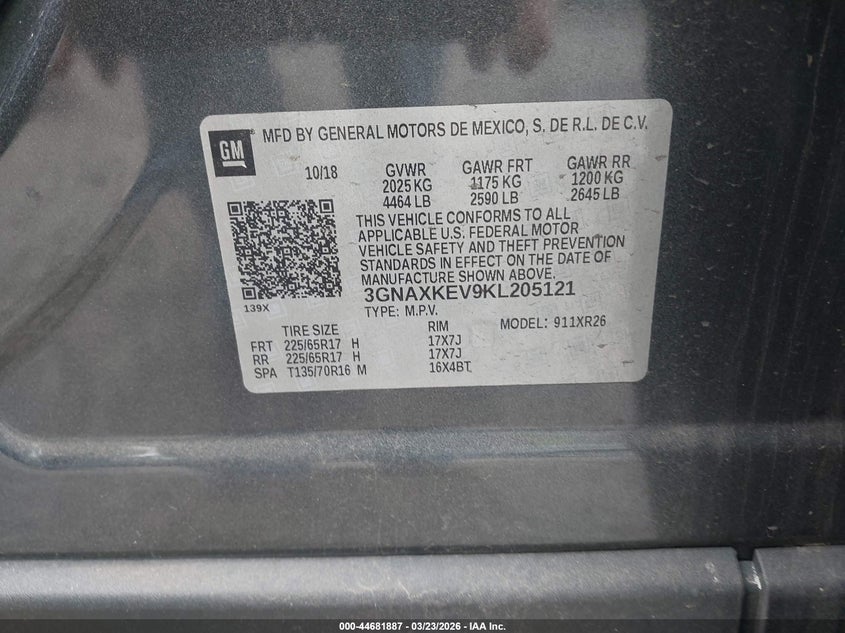 GM
MFD BY GENERAL MOTORS DE MEXICO, S. DE R.L. DE C.V.
10/18 GVWR GAWR FRT GAWR RR
2025 KG 1175 KG 1200 KG
4464 LB 2590 LB 2645 LB
THIS VEHICLE CONFORMS TO ALL
APPLICABLE U.S. FEDERAL MOTOR
VEHICLE SAFETY AND THEFT PREVENTION
STANDARDS IN EFFECT ON THE DATE OF
MANUFACTURE SHOWN ABOVE.
3GNAXKEV9KL205121
139X
TYPE: M.P.V.
TIRE SIZE RIM MODEL: 911XR26
FRT 225/65R17 H 17X7J
RR 225/65R17 H 17X7J
SPA T135/70R16 M 16X4BT
000-44681887 — 03/23/2026 — IAA Inc.